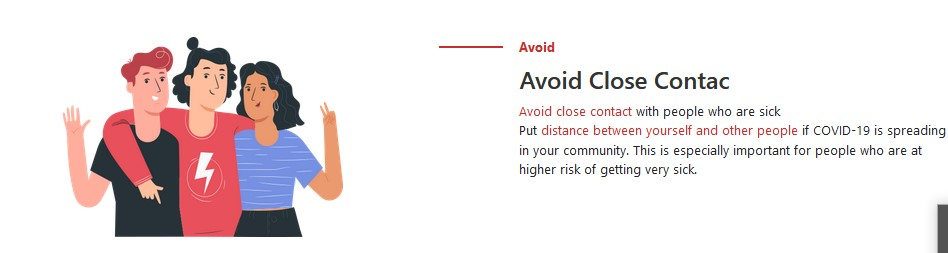 Avoid
Avoid Close Contac
Avoid close contact with people who are sick
Put distance between yourself and other people if COVID-19 is spreading
in your community. This is especially important for people who are at
higher risk of getting very sick.